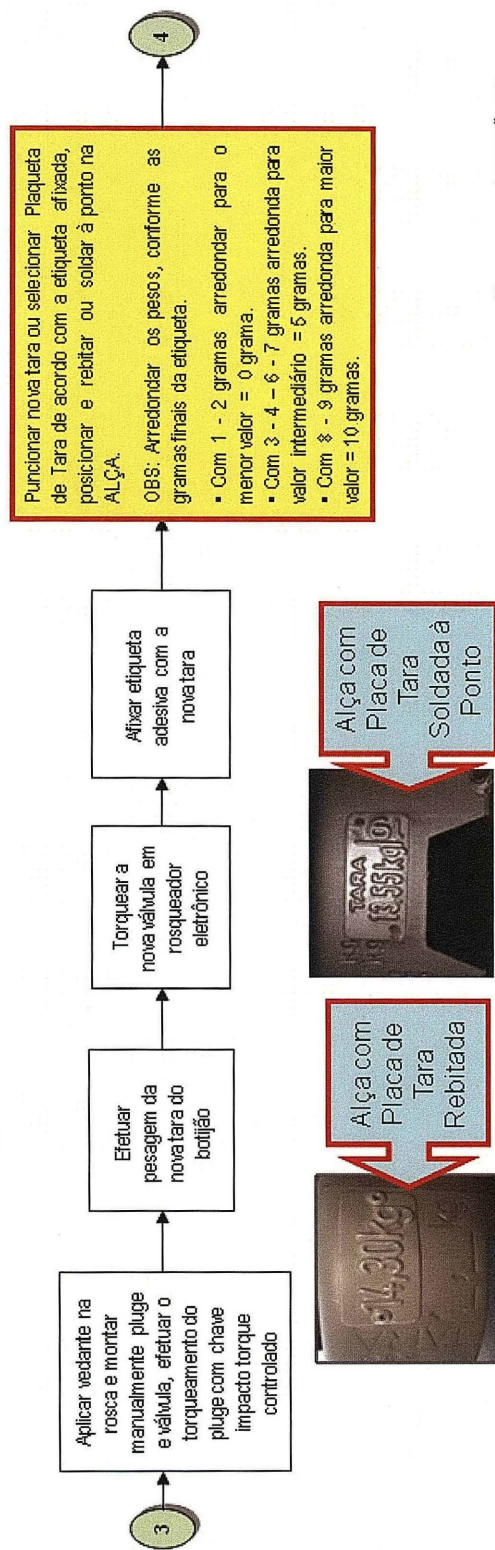 3
Aplicar vedante na
rosca e montar
manualmente pluge
e válvula, efetuar o
torqueamento do
pluge com chave
impacto torque
controlado
Efetuar
pesagem da
nova tara do
botijão
Torquear a
nova válvula em
rosqueador
eletrônico
Afixar etiqueta
adesiva com a
nova tara
Puncionar nova tara ou selecionar Plaqueta
de Tara de acordo com a etiqueta afixada,
posicionar e rebitar ou soldar à ponto na
ALÇA.
OBS: Arredondar os pesos, conforme as
gramas finais da etiqueta.
▪ Com 1 - 2 gramas arredondar para o
menor valor = 0 grama.
▪ Com 3 - 4 – 6 - 7 gramas arredonda para
valor intermediário = 5 gramas.
▪ Com 8 - 9 gramas arredonda para maior
valor = 10 gramas.
4
14,30kg
Alça com
Placa de
Tara
Rebitada
TARA
13,55kg
Alça com
Placa de
Tara
Soldada à
Ponto